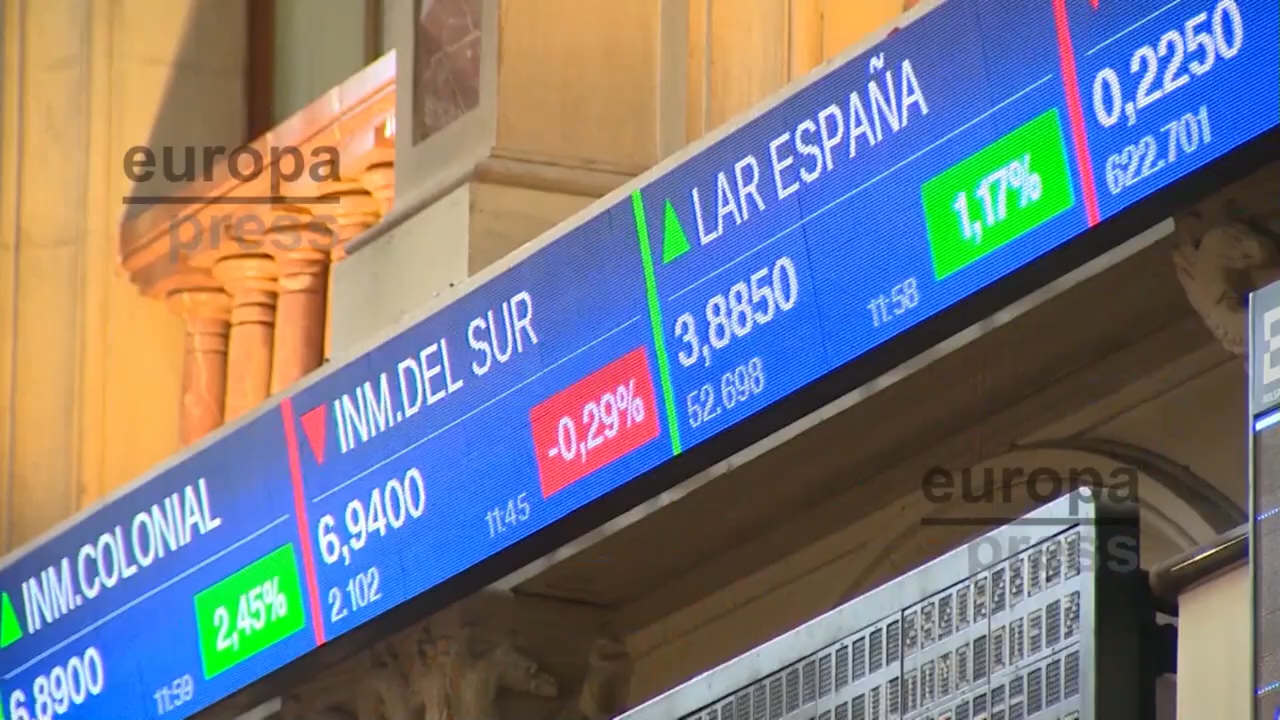 europa
press
INM.COLONIAL
2,45%
6,8900
11:59
INM.DEL SUR
-0,29%
6,9400
11:45
2.102
LAR ESPAÑA
1,17%
3,8850
11:58
52.698
0,2250
622.701
europa
press